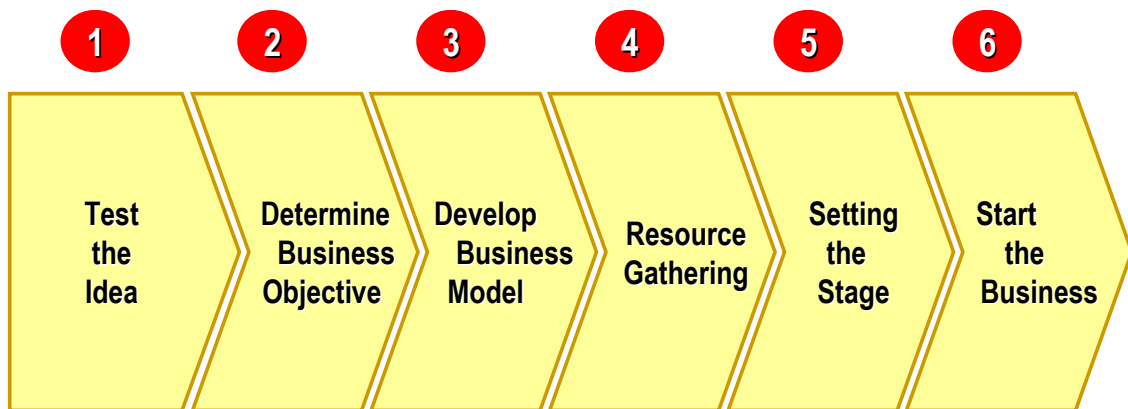 1
2
3
4
5
6
Test
the
Idea
Determine
Business
Objective
Develop
Business
Model
Resource
Gathering
Setting
the
Stage
Start
the
Business